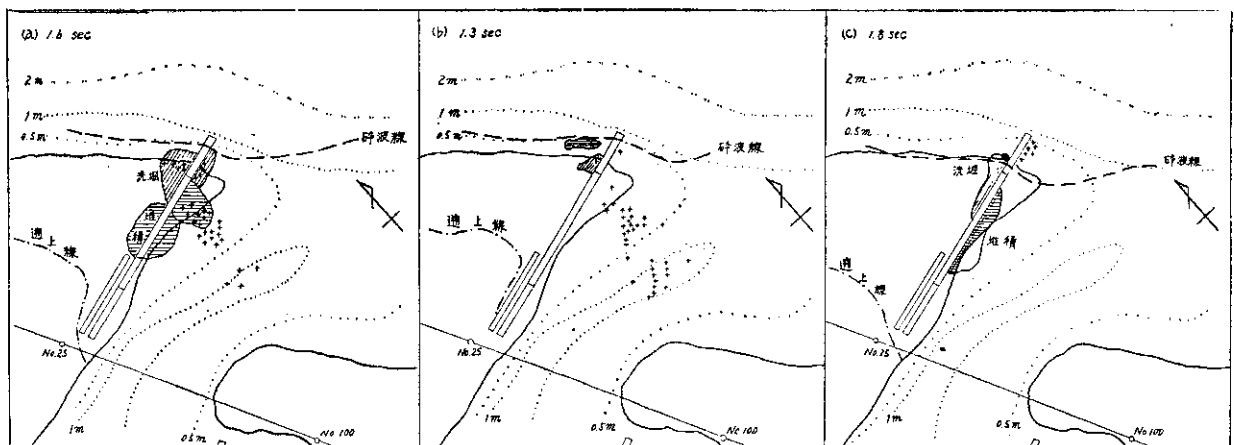 (a) 1.6 sec
2m
1m
0.5m
砕波線
洗堀
堆積
遡上線
No.25
1m
0.5m
No 100
(b) 1.3 sec
2m
1m
0.5m
砕波線
遡上線
No.25
1m
0.5m
No 100
(c) 1.8 sec
2m
1m
0.5m
砕波線
洗堀
堆積
遡上線
No.25
1m
0.5m
No 100